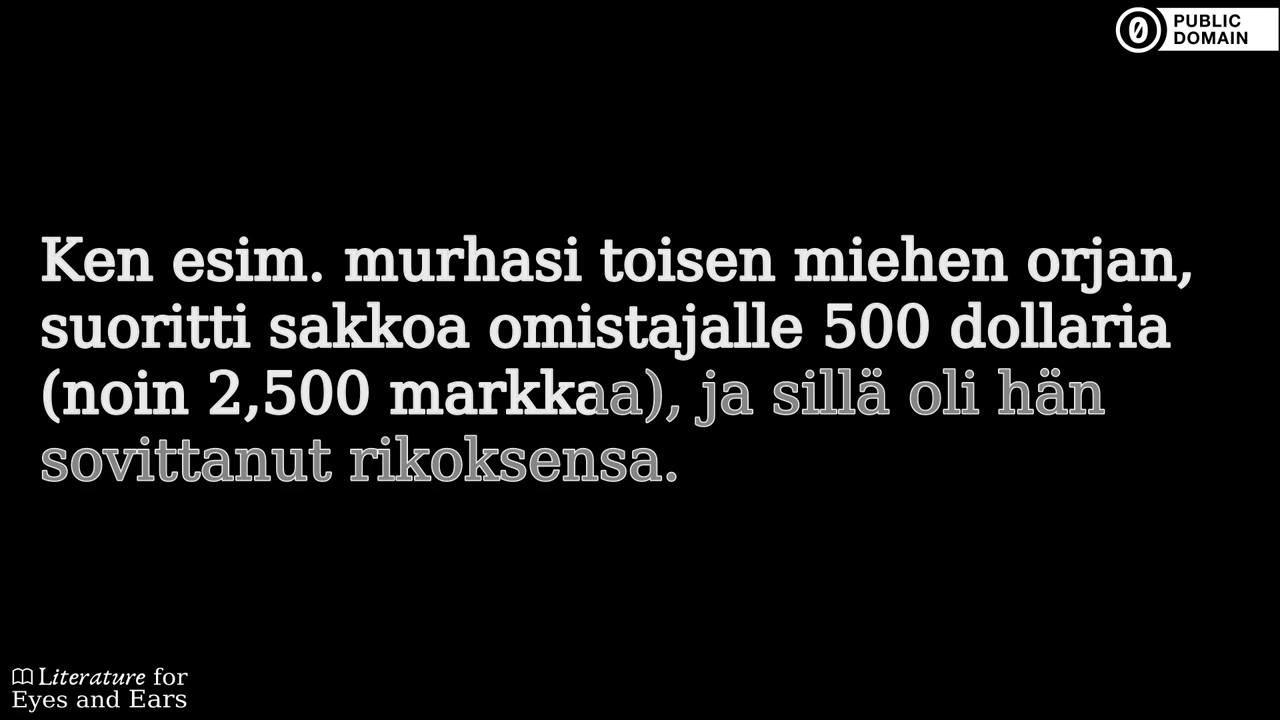 PUBLIC
DOMAIN
Ken esim. murhasi toisen miehen orjan,
suoritti sakkoa omistajalle 500 dollaria
(noin 2,500 markkaa), ja sillä oli hän
sovittanut rikoksensa.
Literature for
Eyes and Ears